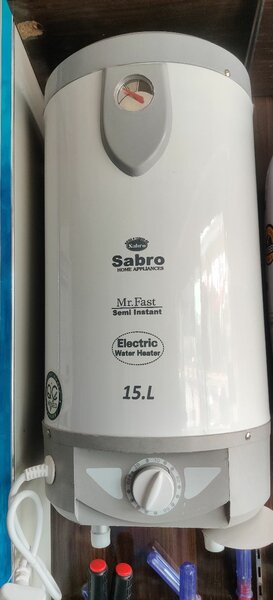 Sabro
Sabro
HOME APPLIANCES
Mr.Fast
Semi Instant
Electric
Water Heater
15.L